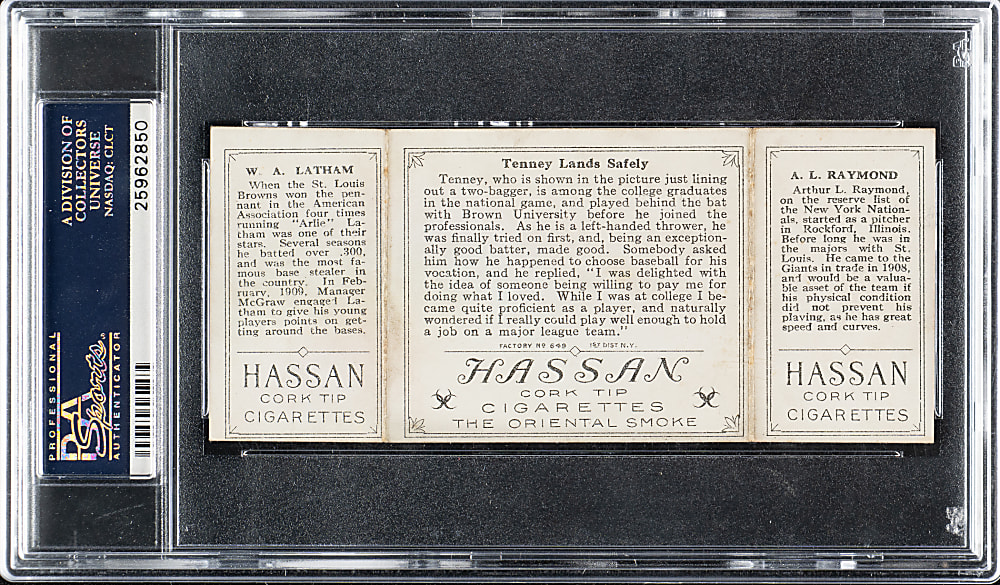 A DIVISION OF
COLLECTORS
UNIVERSE
NASDAQ: CLCT
25962850
PROFESSIONAL
PSA
Sports
AUTHENTICATOR
W. A. LATHAM
When the St. Louis
Browns won the pen-
nant in the American
Association four times
running "Arlie" La-
tham was one of their
stars. Several seasons
he batted over .300,
and was the most fa-
mous base stealer in
the country. In Feb-
ruary, 1909, Manager
McGraw engaged La-
tham to give his young
players points on get-
ting around the bases.
HASSAN
CORK TIP
CIGARETTES
Tenney Lands Safely
Tenney, who is shown in the picture just lining
out a two-bagger, is among the college graduates
in the national game, and played behind the bat
with Brown University before he joined the
professionals. As he is a left-handed thrower, he
was finally tried on first, and, being an exception-
ally good batter, made good. Somebody asked
him how he happened to choose baseball for his
vocation, and he replied, "I was delighted with
the idea of someone being willing to pay me for
doing what I loved. While I was at college I be-
came quite proficient as a player, and naturally
wondered if I really could play well enough to hold
a job on a major league team."
FACTORY Nº 649 1ST DIST N.Y.
HASSAN
CORK TIP
CIGARETTES
THE ORIENTAL SMOKE
A. L. RAYMOND
Arthur L. Raymond,
on the reserve list of
the New York Nation-
als, started as a pitcher
in Rockford, Illinois.
Before long he was in
the majors with St.
Louis. He came to the
Giants in trade in 1908,
and would be a valua-
ble asset of the team if
his physical condition
did not prevent his
playing, as he has great
speed and curves.
HASSAN
CORK TIP
CIGARETTES